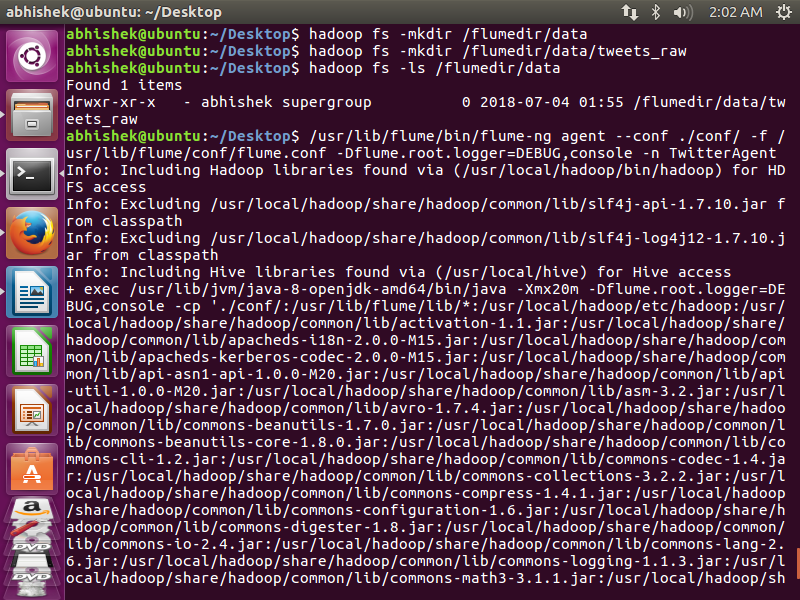 abhishek@ubuntu: ~/Desktop
2:02 AM
abhishek@ubuntu:~/Desktop$ hadoop fs -mkdir /flumedir/data
abhishek@ubuntu:~/Desktop$ hadoop fs -mkdir /flumedir/data/tweets_raw
abhishek@ubuntu:~/Desktop$ hadoop fs -ls /flumedir/data
Found 1 items
drwxr-xr-x   - abhishek supergroup          0 2018-07-04 01:55 /flumedir/data/tw
eets_raw
abhishek@ubuntu:~/Desktop$ /usr/lib/flume/bin/flume-ng agent --conf ./conf/ -f /
usr/lib/flume/conf/flume.conf -Dflume.root.logger=DEBUG,console -n TwitterAgent
Info: Including Hadoop libraries found via (/usr/local/hadoop/bin/hadoop) for HD
FS access
Info: Excluding /usr/local/hadoop/share/hadoop/common/lib/slf4j-api-1.7.10.jar f
rom classpath
Info: Excluding /usr/local/hadoop/share/hadoop/common/lib/slf4j-log4j12-1.7.10.j
ar from classpath
Info: Including Hive libraries found via (/usr/local/hive) for Hive access
+ exec /usr/lib/jvm/java-8-openjdk-amd64/bin/java -Xmx20m -Dflume.root.logger=DE
BUG,console -cp './conf/:/usr/lib/flume/lib/*:/usr/local/hadoop/etc/hadoop:/usr/
local/hadoop/share/hadoop/common/lib/activation-1.1.jar:/usr/local/hadoop/share/
hadoop/common/lib/apacheds-i18n-2.0.0-M15.jar:/usr/local/hadoop/share/hadoop/com
mon/lib/apacheds-kerberos-codec-2.0.0-M15.jar:/usr/local/hadoop/share/hadoop/com
mon/lib/api-asn1-api-1.0.0-M20.jar:/usr/local/hadoop/share/hadoop/common/lib/api
-util-1.0.0-M20.jar:/usr/local/hadoop/share/hadoop/common/lib/asm-3.2.jar:/usr/l
ocal/hadoop/share/hadoop/common/lib/avro-1.7.4.jar:/usr/local/hadoop/share/hadoo
p/common/lib/commons-beanutils-1.7.0.jar:/usr/local/hadoop/share/hadoop/common/l
ib/commons-beanutils-core-1.8.0.jar:/usr/local/hadoop/share/hadoop/common/lib/co
mmons-cli-1.2.jar:/usr/local/hadoop/share/hadoop/common/lib/commons-codec-1.4.ja
r:/usr/local/hadoop/share/hadoop/common/lib/commons-collections-3.2.2.jar:/usr/l
ocal/hadoop/share/hadoop/common/lib/commons-compress-1.4.1.jar:/usr/local/hadoop
/share/hadoop/common/lib/commons-configuration-1.6.jar:/usr/local/hadoop/share/h
adoop/common/lib/commons-digester-1.8.jar:/usr/local/hadoop/share/hadoop/common/
lib/commons-io-2.4.jar:/usr/local/hadoop/share/hadoop/common/lib/commons-lang-2.
6.jar:/usr/local/hadoop/share/hadoop/common/lib/commons-logging-1.1.3.jar:/usr/l
ocal/hadoop/share/hadoop/common/lib/commons-math3-3.1.1.jar:/usr/local/hadoop/sh
a
DVD
DVD